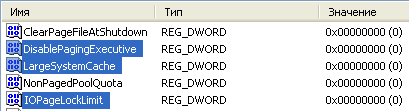 Имя Тип Значение
ClearPageFileAtShutdown REG_DWORD 0x00000000 (0)
DisablePagingExecutive REG_DWORD 0x00000000 (0)
LargeSystemCache REG_DWORD 0x00000000 (0)
NonPagedPoolQuota REG_DWORD 0x00000000 (0)
IOPageLockLimit REG_DWORD 0x00000000 (0)